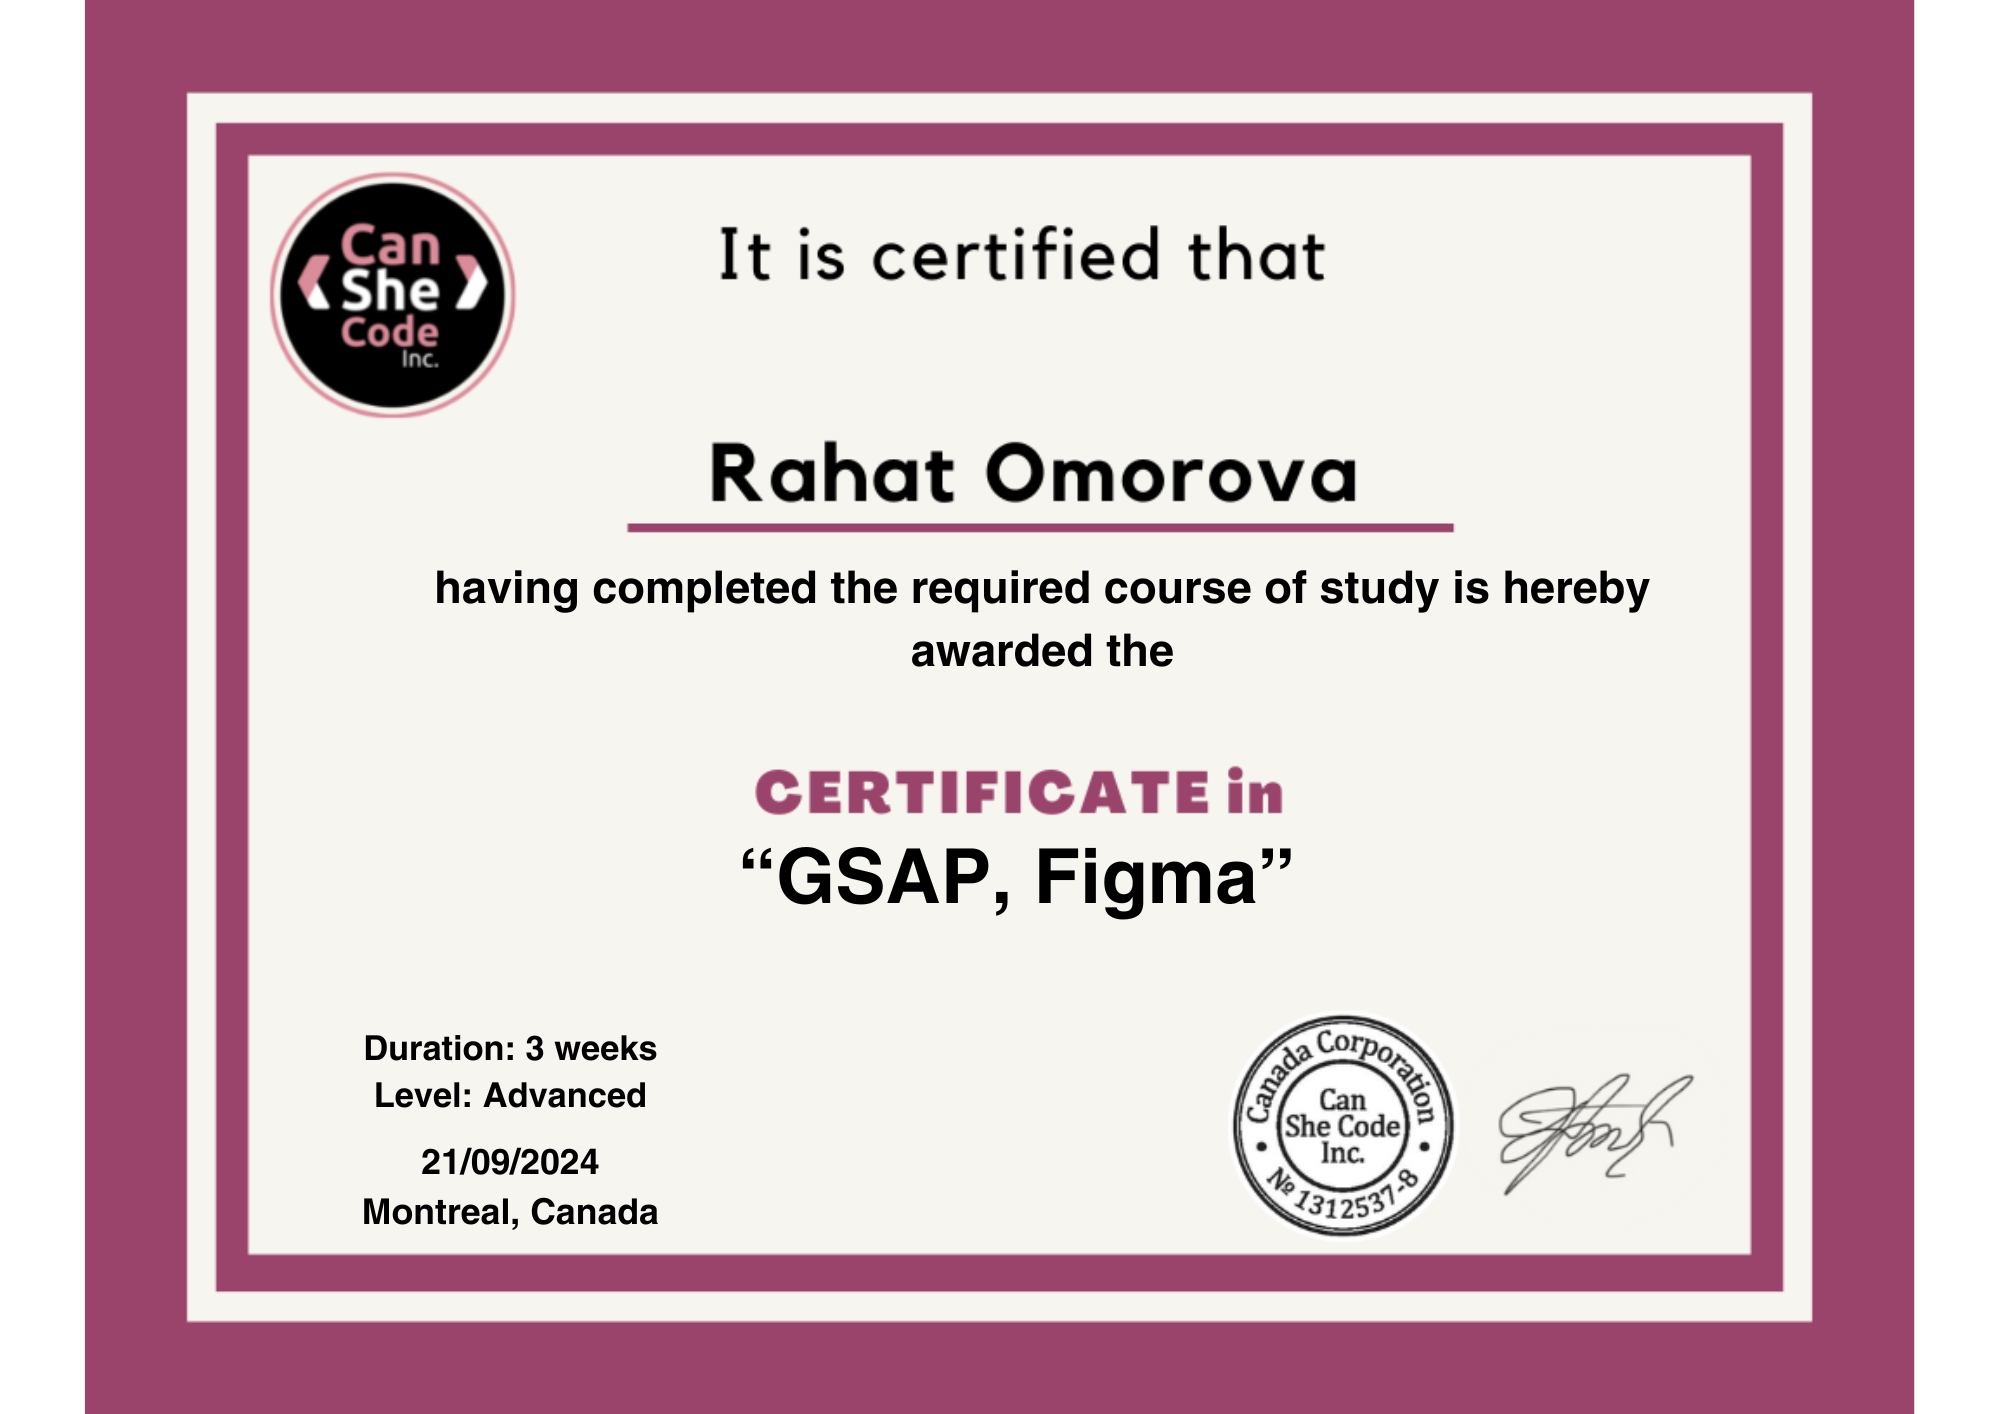 Can
She
Code
Inc.
It is certified that
Rahat Omorova
having completed the required course of study is hereby
awarded the
CERTIFICATE in
“GSAP, Figma”
Duration: 3 weeks
Level: Advanced
21/09/2024
Montreal, Canada
Canada Corporation
Can
She Code
Inc.
№ 1312537-8